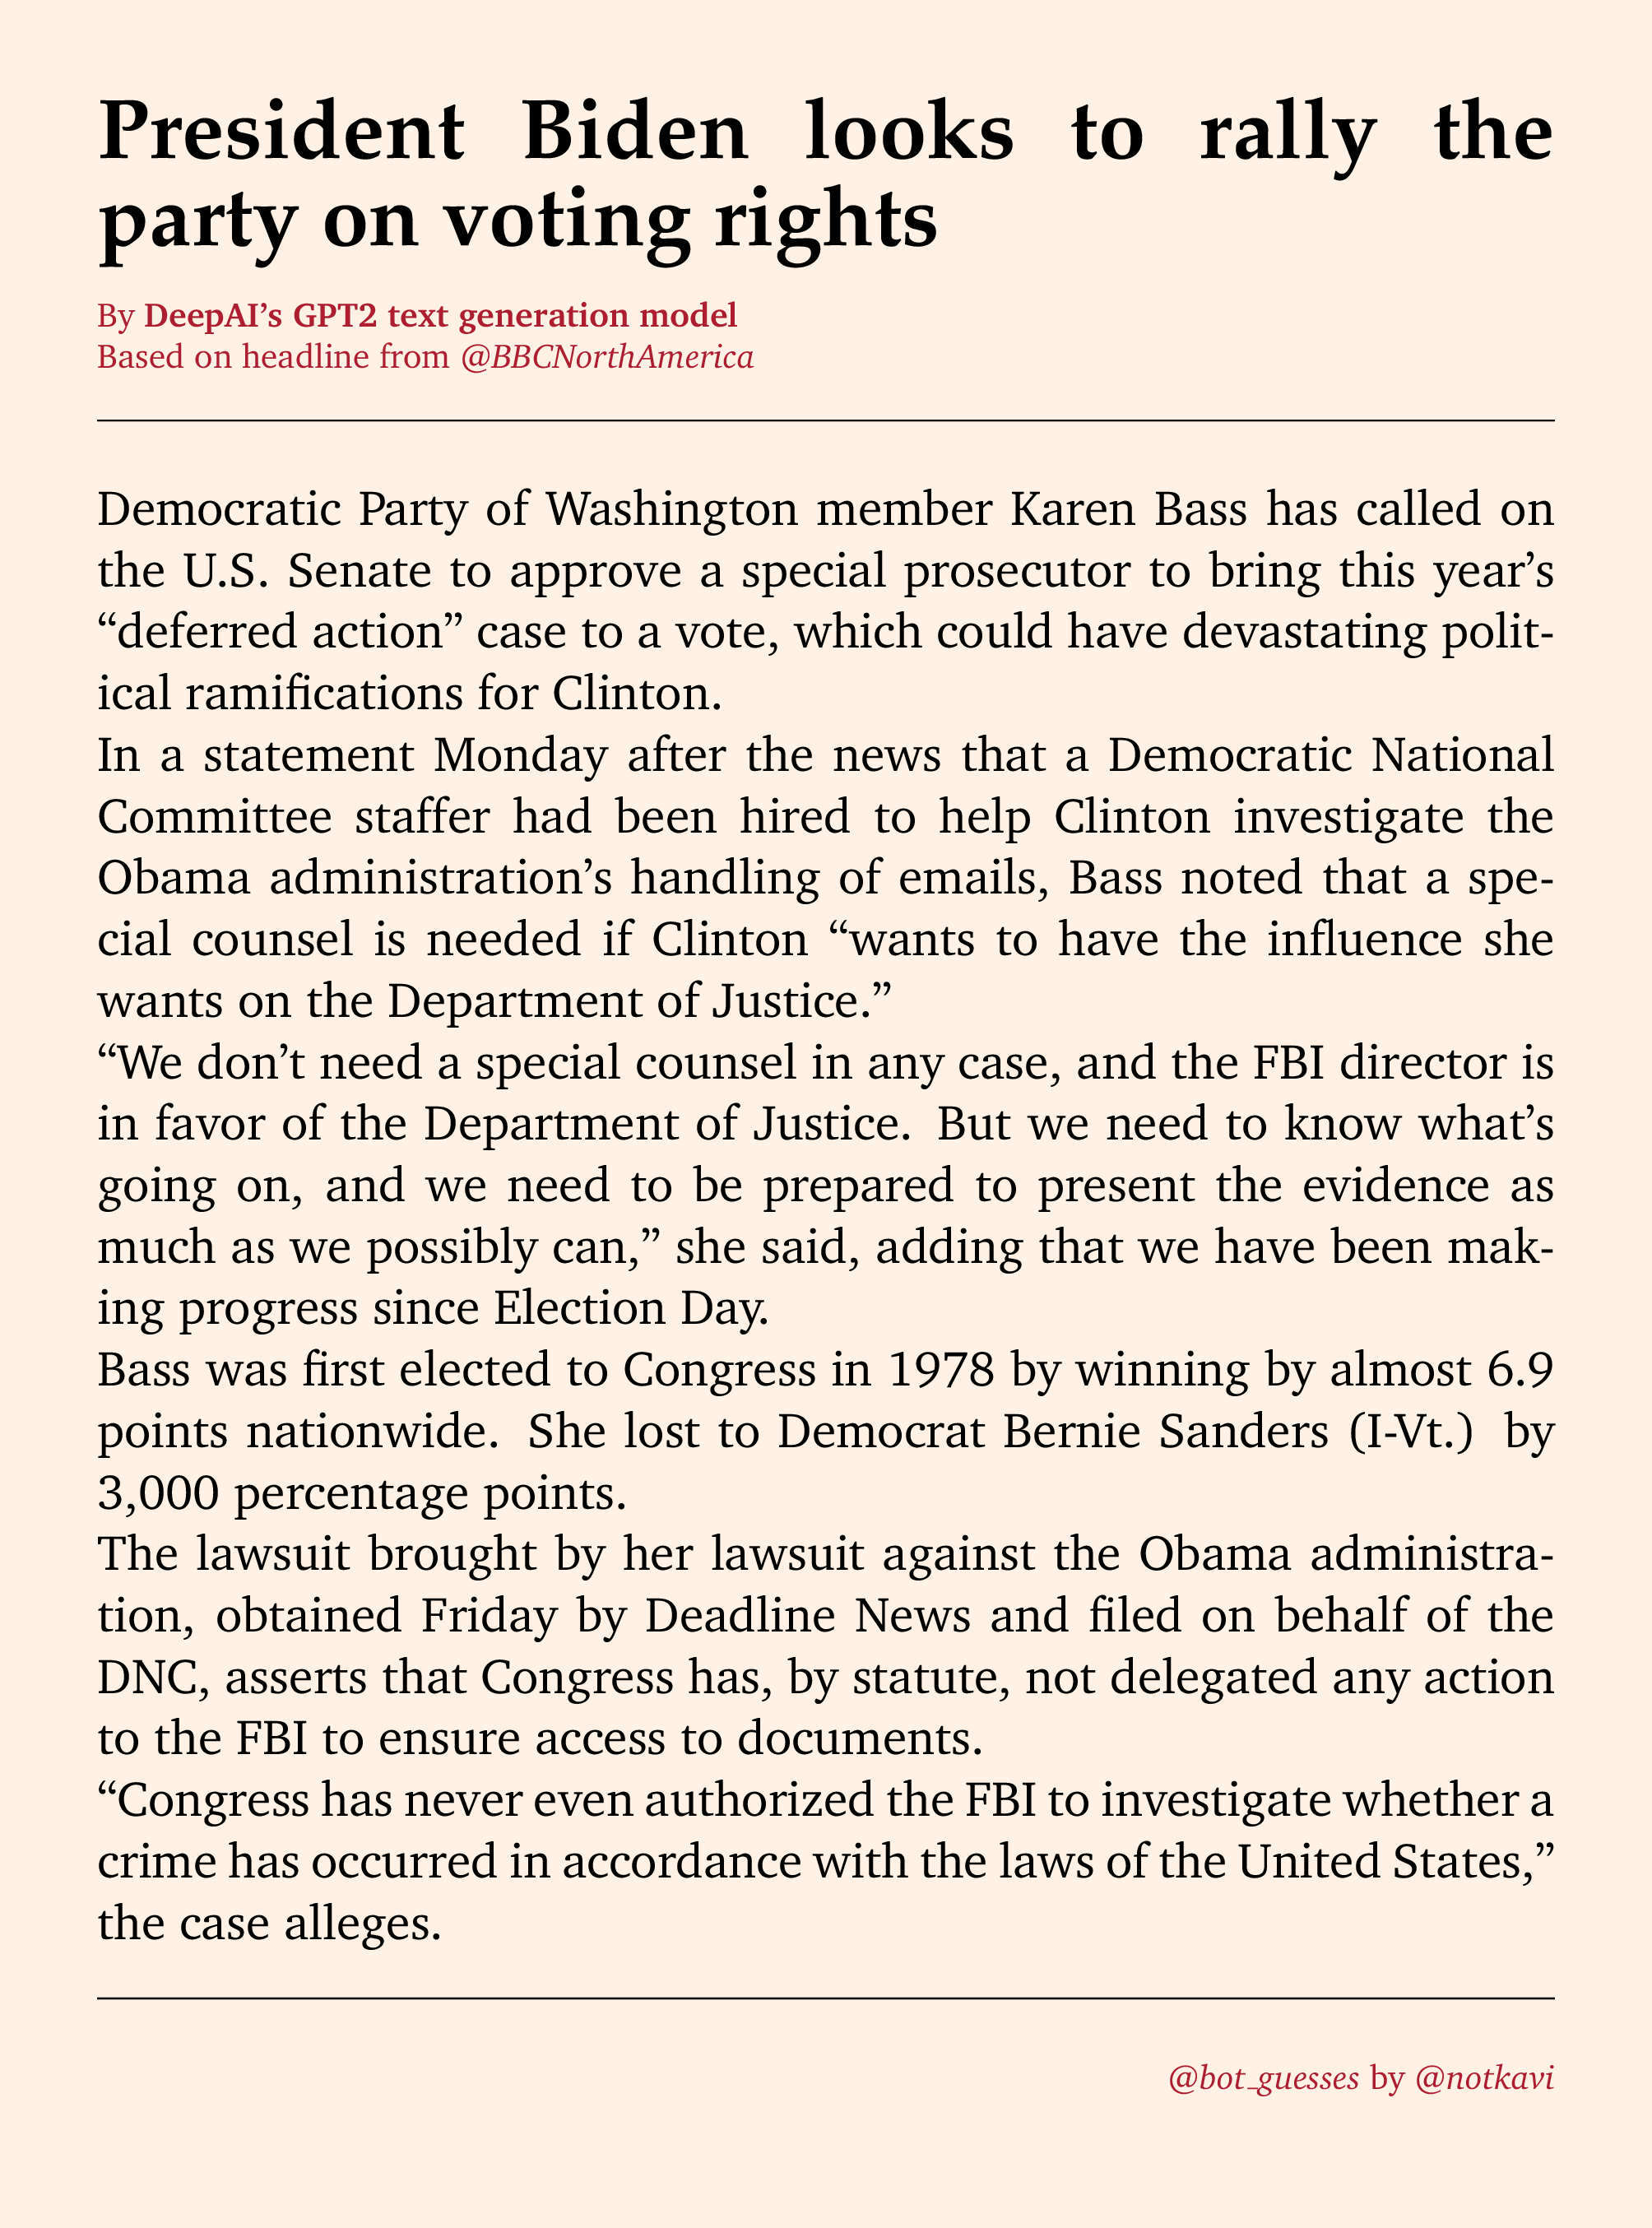 President Biden looks to rally the
party on voting rights
By DeepAI’s GPT2 text generation model
Based on headline from @BBCNorthAmerica
Democratic Party of Washington member Karen Bass has called on
the U.S. Senate to approve a special prosecutor to bring this year’s
“deferred action” case to a vote, which could have devastating polit-
ical ramifications for Clinton.
In a statement Monday after the news that a Democratic National
Committee staffer had been hired to help Clinton investigate the
Obama administration’s handling of emails, Bass noted that a spe-
cial counsel is needed if Clinton “wants to have the influence she
wants on the Department of Justice.”
“We don’t need a special counsel in any case, and the FBI director is
in favor of the Department of Justice. But we need to know what’s
going on, and we need to be prepared to present the evidence as
much as we possibly can,” she said, adding that we have been mak-
ing progress since Election Day.
Bass was first elected to Congress in 1978 by winning by almost 6.9
points nationwide. She lost to Democrat Bernie Sanders (I-Vt.) by
3,000 percentage points.
The lawsuit brought by her lawsuit against the Obama administra-
tion, obtained Friday by Deadline News and filed on behalf of the
DNC, asserts that Congress has, by statute, not delegated any action
to the FBI to ensure access to documents.
“Congress has never even authorized the FBI to investigate whether a
crime has occurred in accordance with the laws of the United States,”
the case alleges.
@bot_guesses by @notkavi